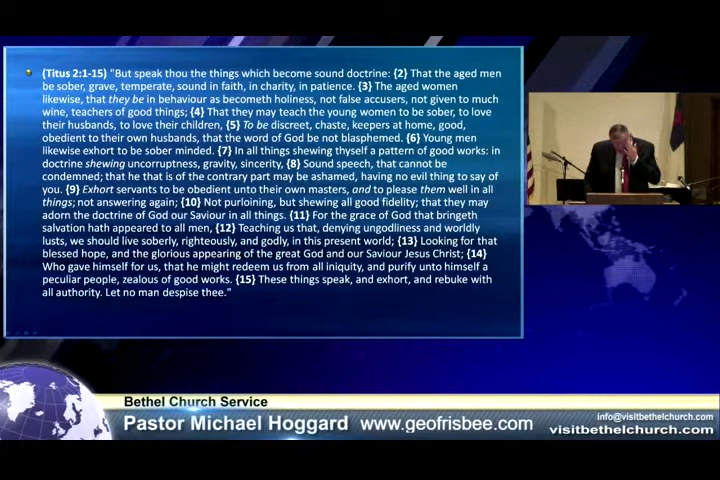 (Titus 2:1-15) "But speak thou the things which become sound doctrine: {2} That the aged men
be sober, grave, temperate, sound in faith, in charity, in patience. {3} The aged women
likewise, that they be in behaviour as becometh holiness, not false accusers, not given to much
wine, teachers of good things; {4} That they may teach the young women to be sober, to love
their husbands, to love their children, {5} To be discreet, chaste, keepers at home, good,
obedient to their own husbands, that the word of God be not blasphemed. {6} Young men
likewise exhort to be sober minded. {7} In all things shewing thyself a pattern of good works: in
doctrine shewing uncorruptness, gravity, sincerity, {8} Sound speech, that cannot be
condemned; that he that is of the contrary part may be ashamed, having no evil thing to say of
you. {9} Exhort servants to be obedient unto their own masters, and to please them well in all
things; not answering again; {10} Not purloining, but shewing all good fidelity; that they may
adorn the doctrine of God our Saviour in all things. {11} For the grace of God that bringeth
salvation hath appeared to all men, {12} Teaching us that, denying ungodliness and worldly
lusts, we should live soberly, righteously, and godly, in this present world; {13} Looking for that
blessed hope, and the glorious appearing of the great God and our Saviour Jesus Christ; {14}
Who gave himself for us, that he might redeem us from all iniquity, and purify unto himself a
peculiar people, zealous of good works. {15} These things speak, and exhort, and rebuke with
all authority. Let no man despise thee."
Bethel Church Service
Pastor Michael Hoggard www.geofrisbee.com
info@visitbethelchurch.com
visitbethelchurch.com